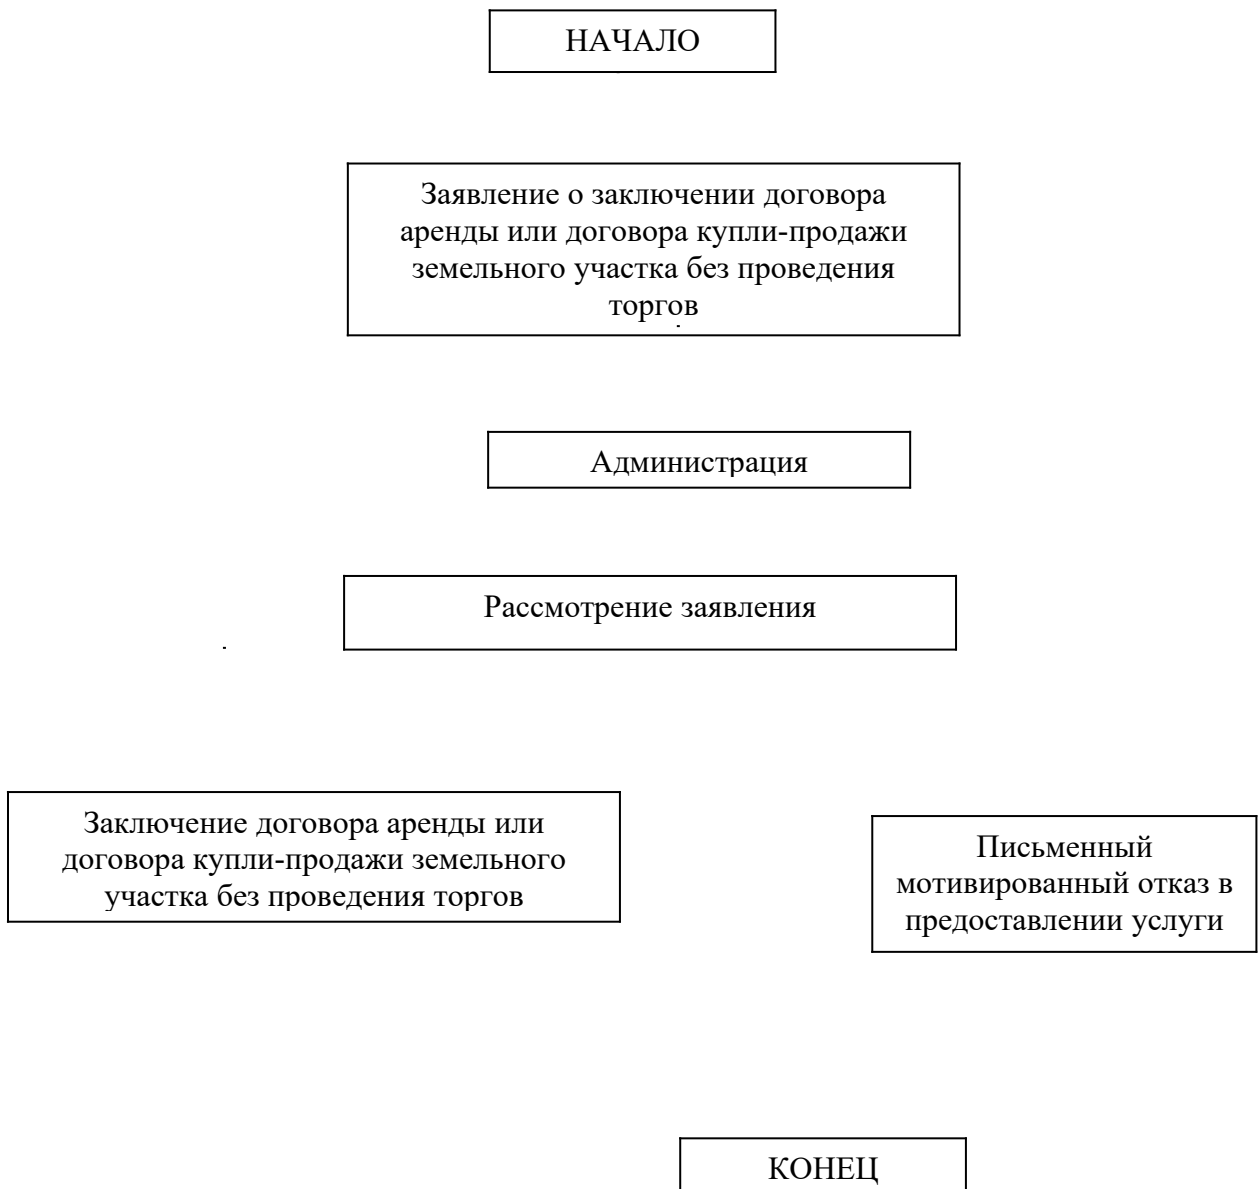 НАЧАЛО
Заявление о заключении договора
аренды или договора купли-продажи
земельного участка без проведения
торгов
Администрация
Рассмотрение заявления
Заключение договора аренды или
договора купли-продажи земельного
участка без проведения торгов
Письменный
мотивированный отказ в
предоставлении услуги
КОНЕЦ